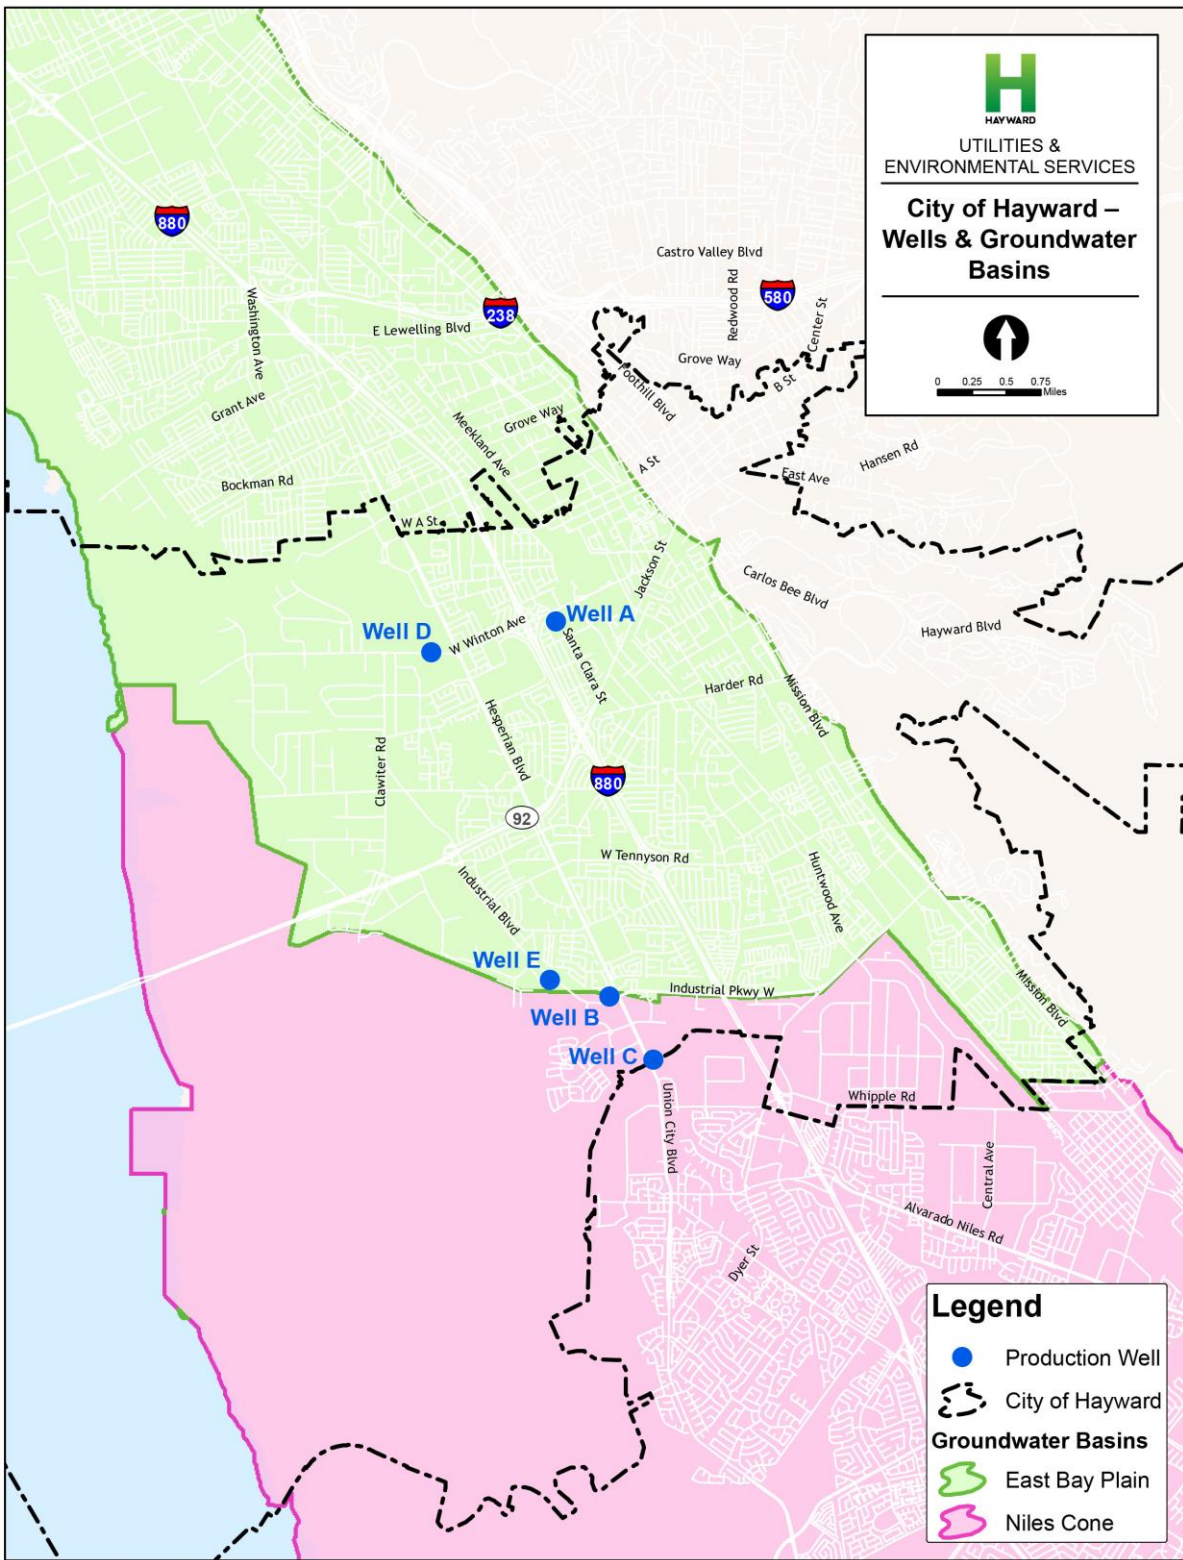 H
HAYWARD
UTILITIES &
ENVIRONMENTAL SERVICES
City of Hayward –
Wells & Groundwater
Basins
0 0.25 0.5 0.75
Miles
880
Castro Valley Blvd
Redwood Rd
580
Center St
238
E Lewelling Blvd
Washington Ave
Grove Way
B St
Foothill Blvd
Grant Ave
Grove Way
Meekland Ave
A St
Hansen Rd
East Ave
Bockman Rd
W A St
Jackson St
Carlos Bee Blvd
Well A
Well D
W Winton Ave
Santa Clara St
Hayward Blvd
Harder Rd
Mission Blvd
Hesperian Blvd
Clawiter Rd
880
92
W Tennyson Rd
Huntwood Ave
Industrial Blvd
Well E
Industrial Pkwy W
Mission Blvd
Well B
Well C
Whipple Rd
Union City Blvd
Central Ave
Alvarado Niles Rd
Dyer St
Legend
Production Well
City of Hayward
Groundwater Basins
East Bay Plain
Niles Cone